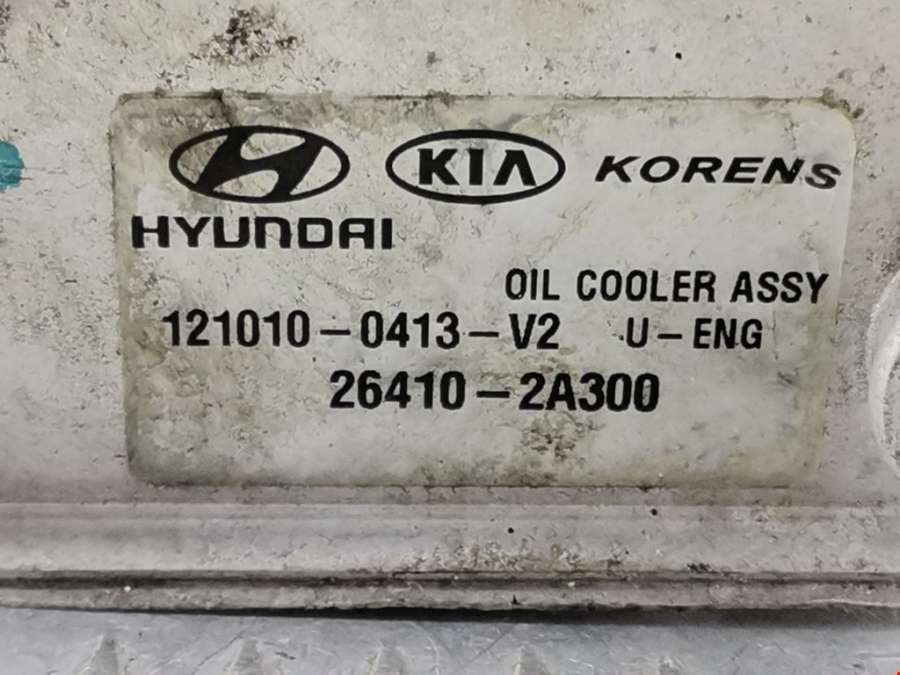 KIA KORENS
HYUNDAI
OIL COOLER ASSY
121010-0413-V2 U-ENG
26410-2A300